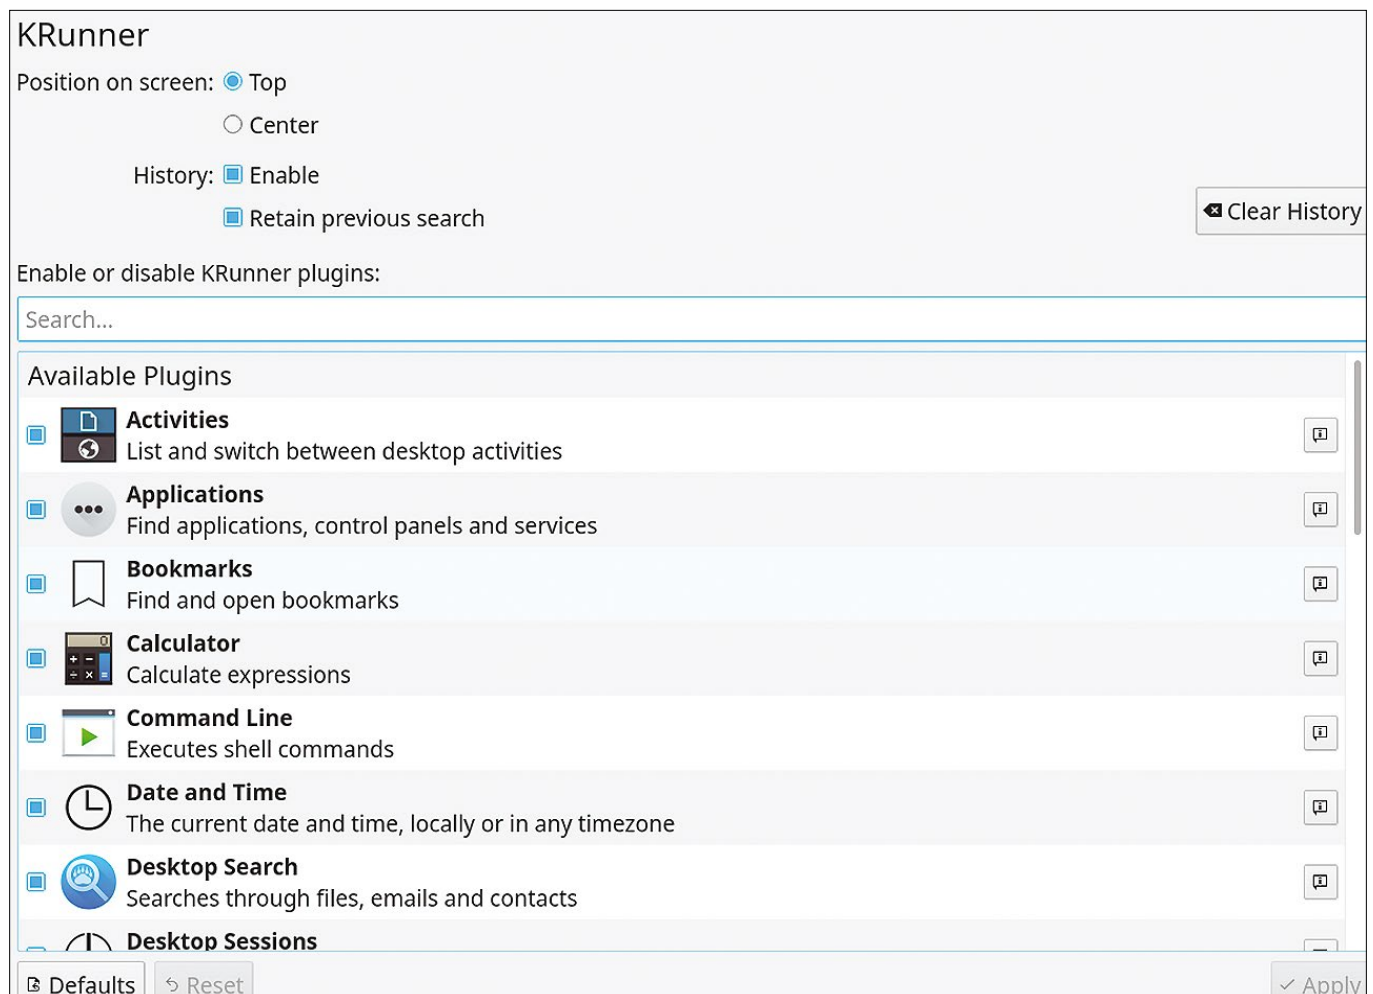 KRunner
Position on screen: Top
Center
History: Enable
Retain previous search
Clear History
Enable or disable KRunner plugins:
Search...
Available Plugins
Activities
List and switch between desktop activities
Applications
Find applications, control panels and services
Bookmarks
Find and open bookmarks
Calculator
Calculate expressions
Command Line
Executes shell commands
Date and Time
The current date and time, locally or in any timezone
Desktop Search
Searches through files, emails and contacts
Desktop Sessions
Defaults Reset Apply